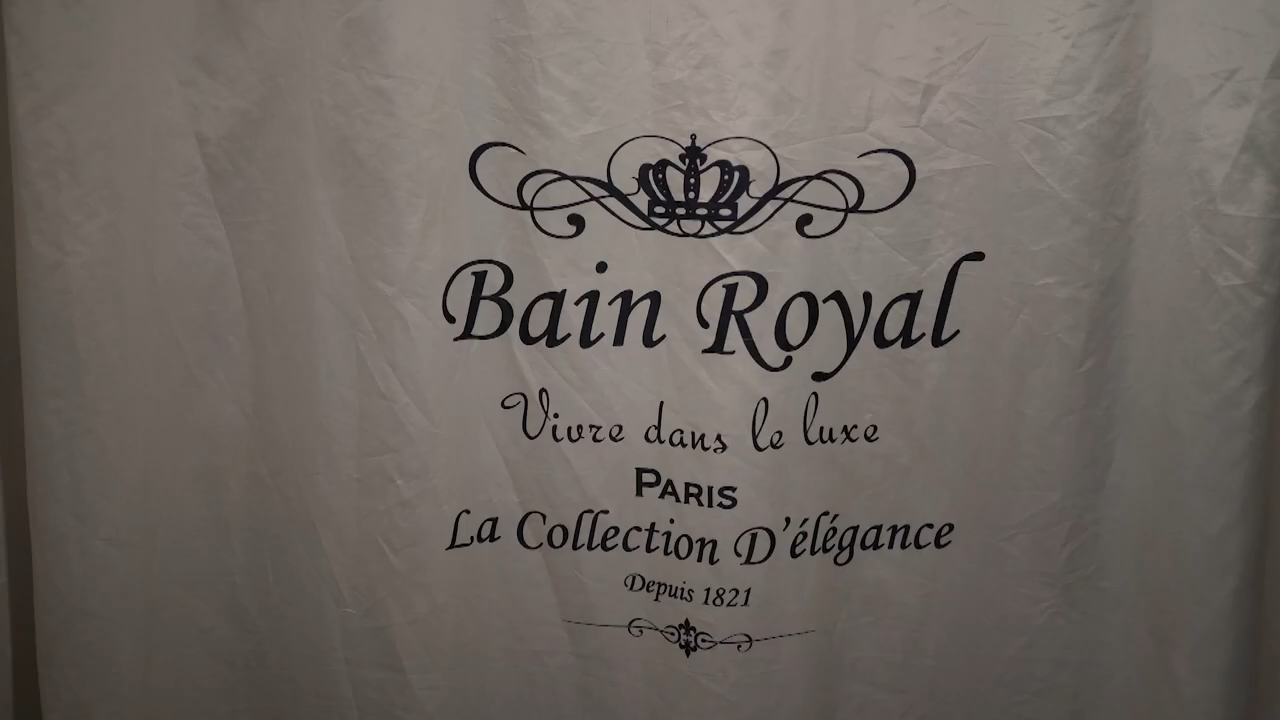 Bain Royal
Vivre dans le luxe
PARIS
La Collection D'élégance
Depuis 1821